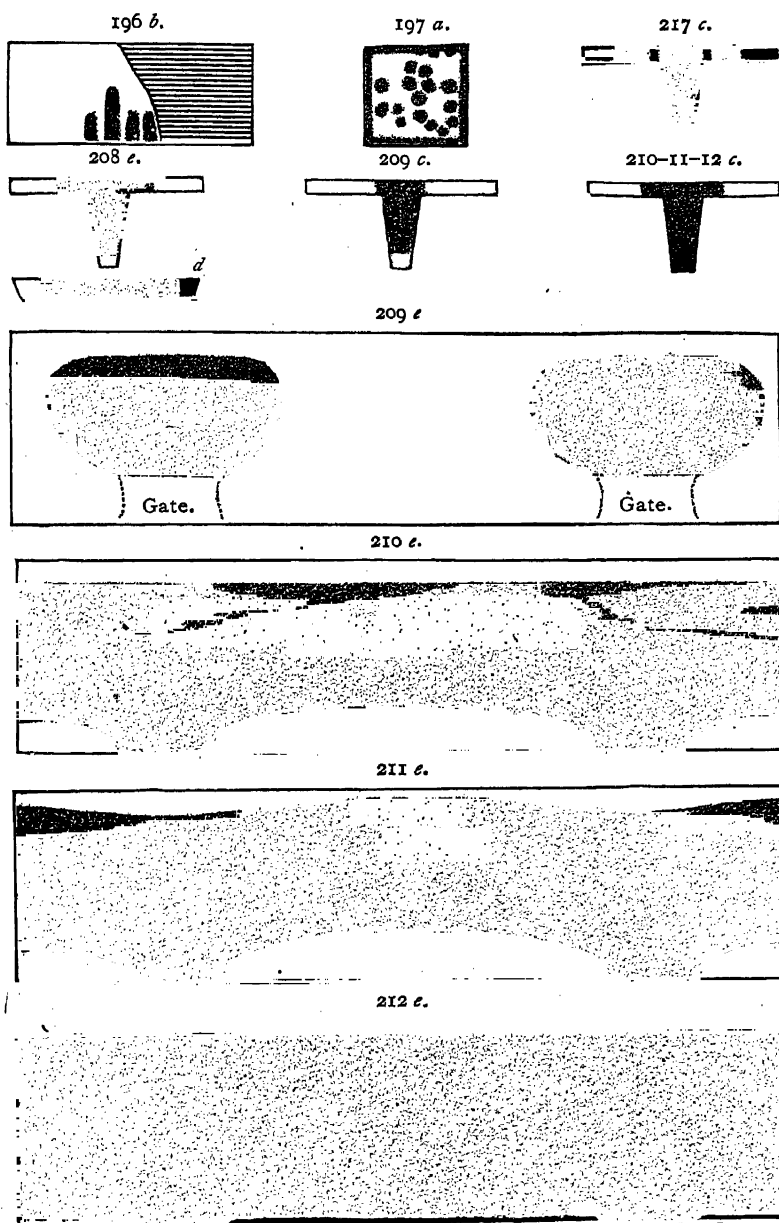 196 b. 197 a. 217 c.
208 e. 209 c. 210-11-12 c.
d
209 e
Gate. Gate.
210 e.
211 e.
212 e.